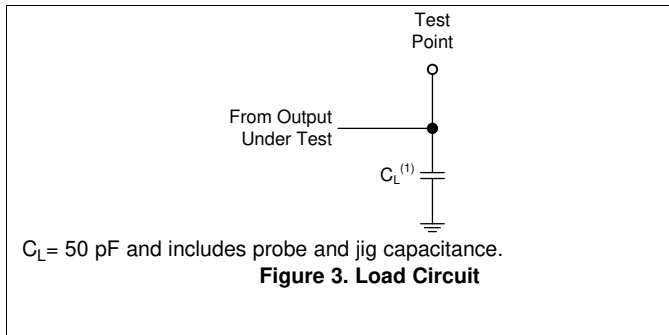 Test
Point
From Output
Under Test
C_L^(1)
C_L= 50 pF and includes probe and jig capacitance.
Figure 3. Load Circuit